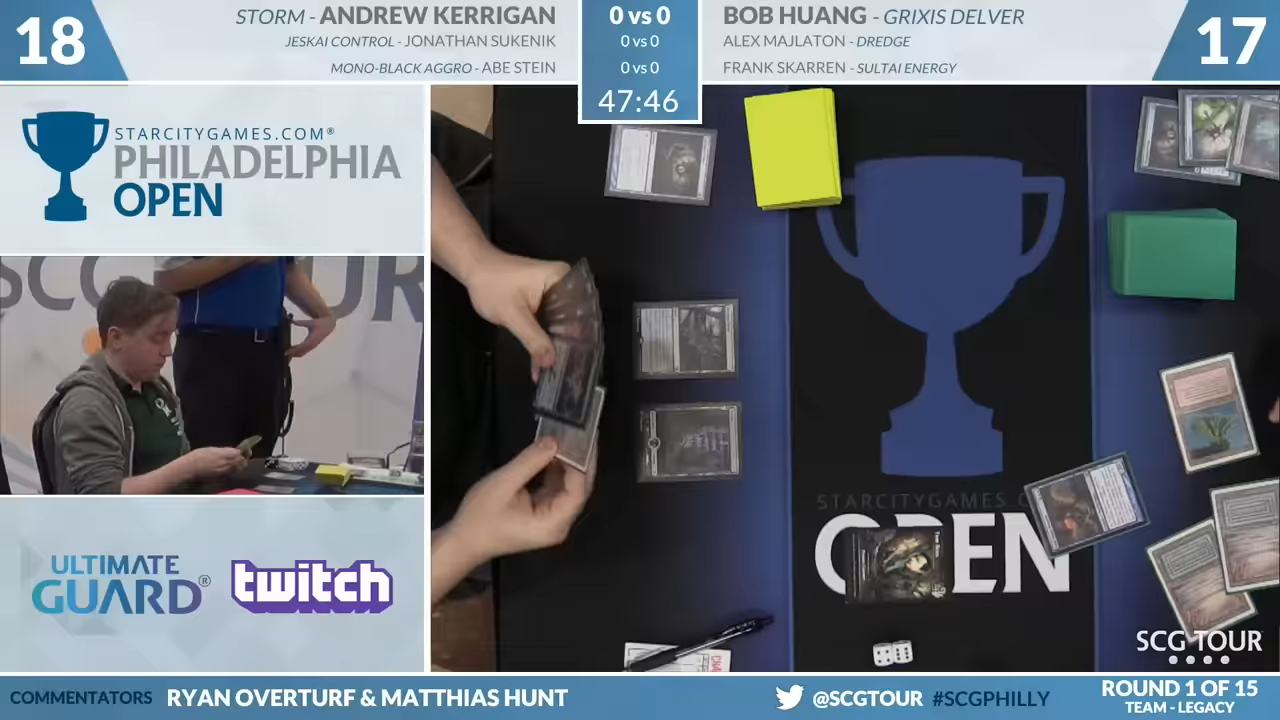 18
STORM - ANDREW KERRIGAN
JESKAI CONTROL - JONATHAN SUKENIK
MONO-BLACK AGGRO - ABE STEIN
0 vs 0
0 vs 0
0 vs 0
47:46
BOB HUANG - GRIXIS DELVER
ALEX MAJLATON - DREDGE
FRANK SKARREN - SULTAI ENERGY
17
STARCITYGAMES.COM®
PHILADELPHIA
OPEN
SCG TOUR
ULTIMATE
GUARD®
twitch
STARCITYGAMES.C
OPEN
SCG TOUR
COMMENTATORS RYAN OVERTURF & MATTHIAS HUNT
@SCGTOUR #SCGPHILLY
ROUND 1 OF 15
TEAM - LEGACY